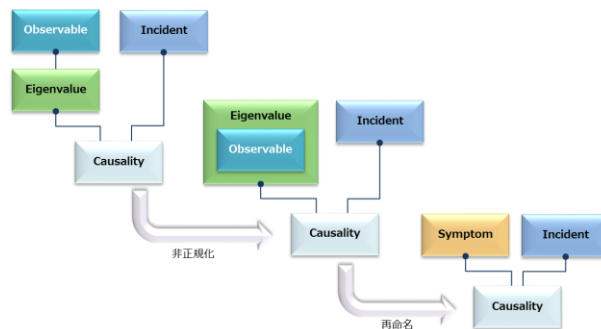 Observable
Incident
Eigenvalue
Causality
非正規化
Eigenvalue
Observable
Incident
Causality
再命名
Symptom
Incident
Causality